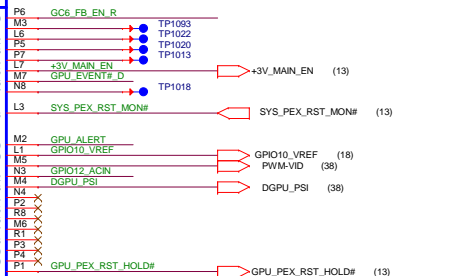 P6 GC6_FB_EN_R
M3 TP1093
L6 TP1022
P5 TP1020
P7 TP1013
L7 +3V_MAIN_EN +3V_MAIN_EN (13)
M7 GPU_EVENT#_D
N8 TP1018
L3 SYS_PEX_RST_MON# SYS_PEX_RST_MON# (13)
M2 GPU_ALERT
L1 GPIO10_VREF GPIO10_VREF (18)
M5 PWM-VID (38)
N3 GPIO12_ACIN
M4 DGPU_PSI DGPU_PSI (38)
N4
P2
R8
M6
R1
P3
P4
P1 GPU_PEX_RST_HOLD# GPU_PEX_RST_HOLD# (13)